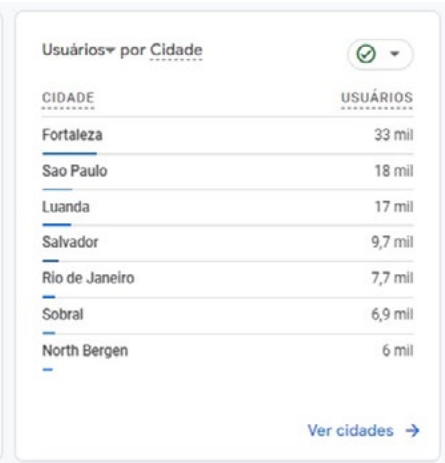 Usuários por Cidade
CIDADE USUÁRIOS
Fortaleza 33 mil
Sao Paulo 18 mil
Luanda 17 mil
Salvador 9,7 mil
Rio de Janeiro 7,7 mil
Sobral 6,9 mil
North Bergen 6 mil
Ver cidades →